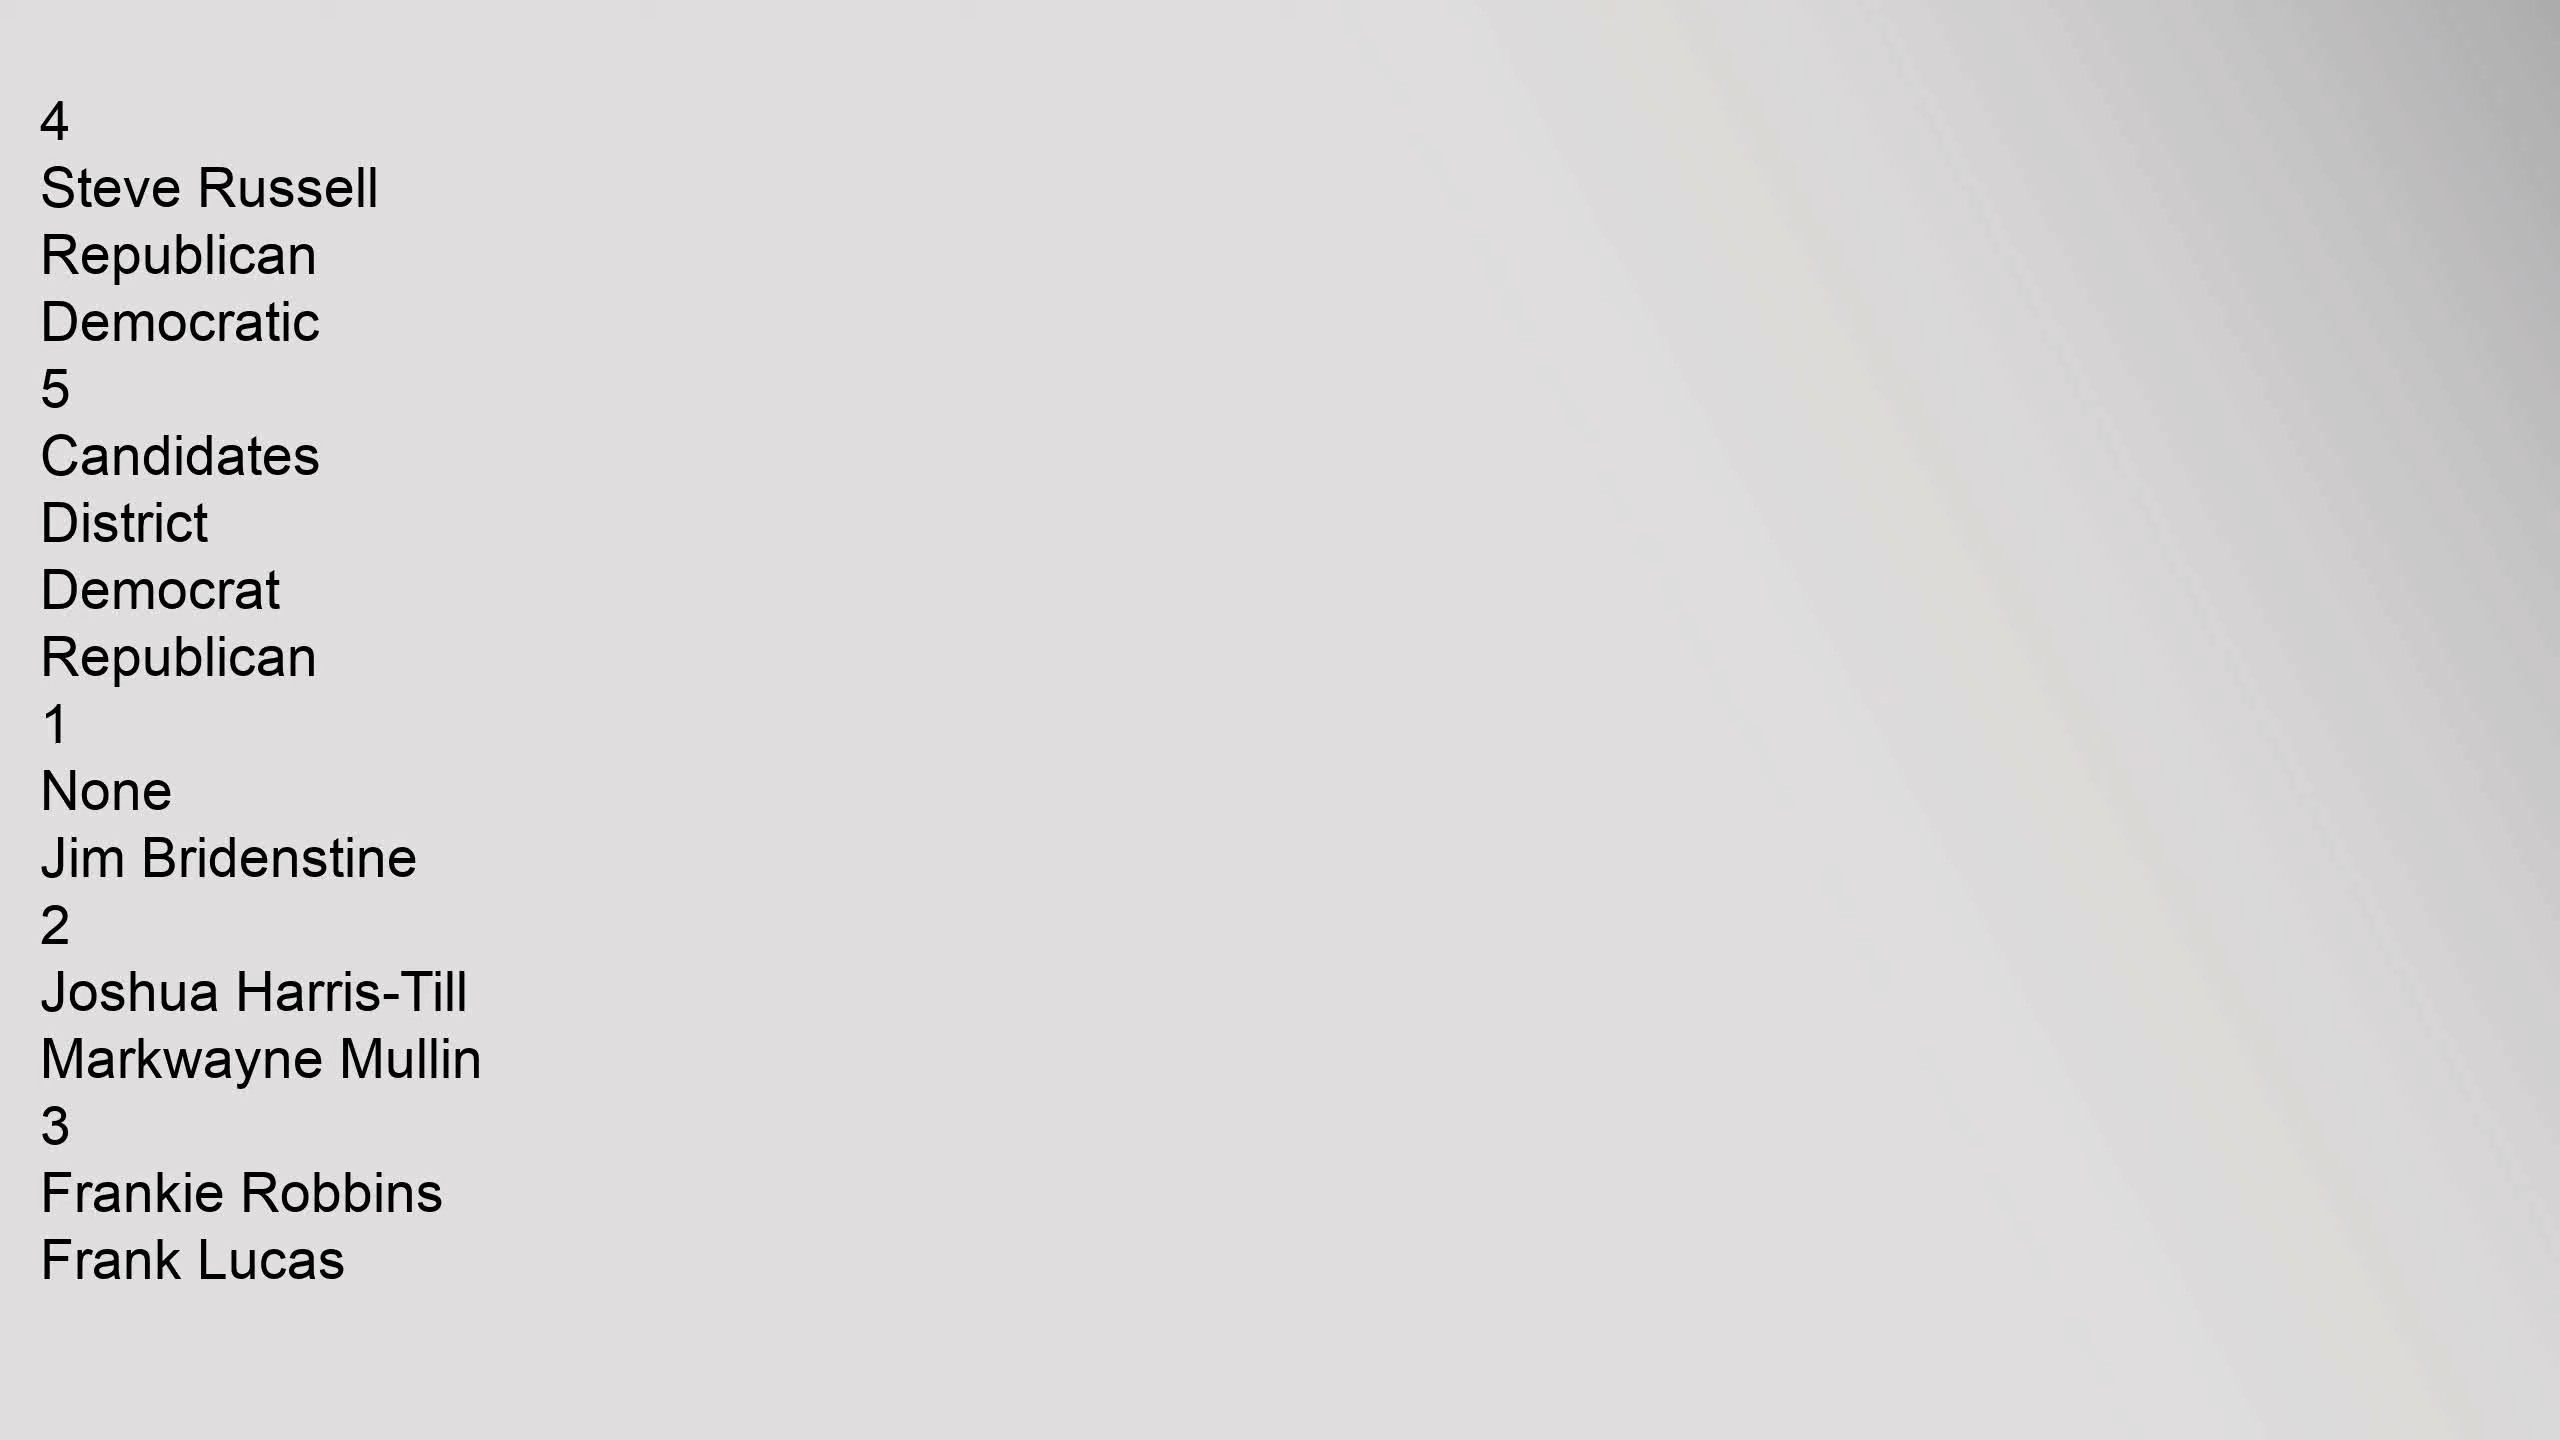 4
Steve Russell
Republican
Democratic
5
Candidates
District
Democrat
Republican
1
None
Jim Bridenstine
2
Joshua Harris-Till
Markwayne Mullin
3
Frankie Robbins
Frank Lucas